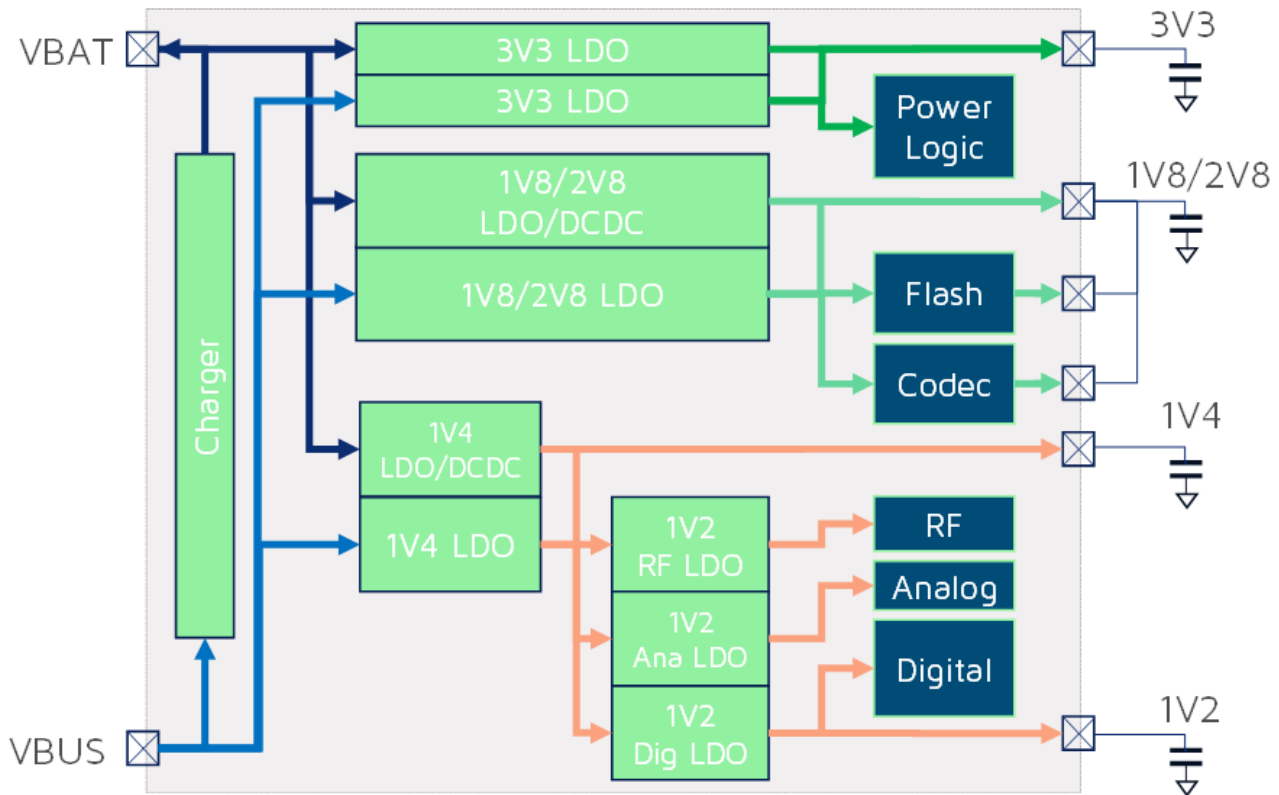 VBAT
3V3 LDO
3V3
3V3 LDO
Power
Logic
1V8/2V8
LDO/DCDC
1V8/2V8
1V8/2V8 LDO
Flash
Charger
Codec
1V4
LDO/DCDC
1V4
1V4 LDO
1V2
RF LDO
RF
1V2
Ana LDO
Analog
Digital
1V2
Dig LDO
VBUS
1V2